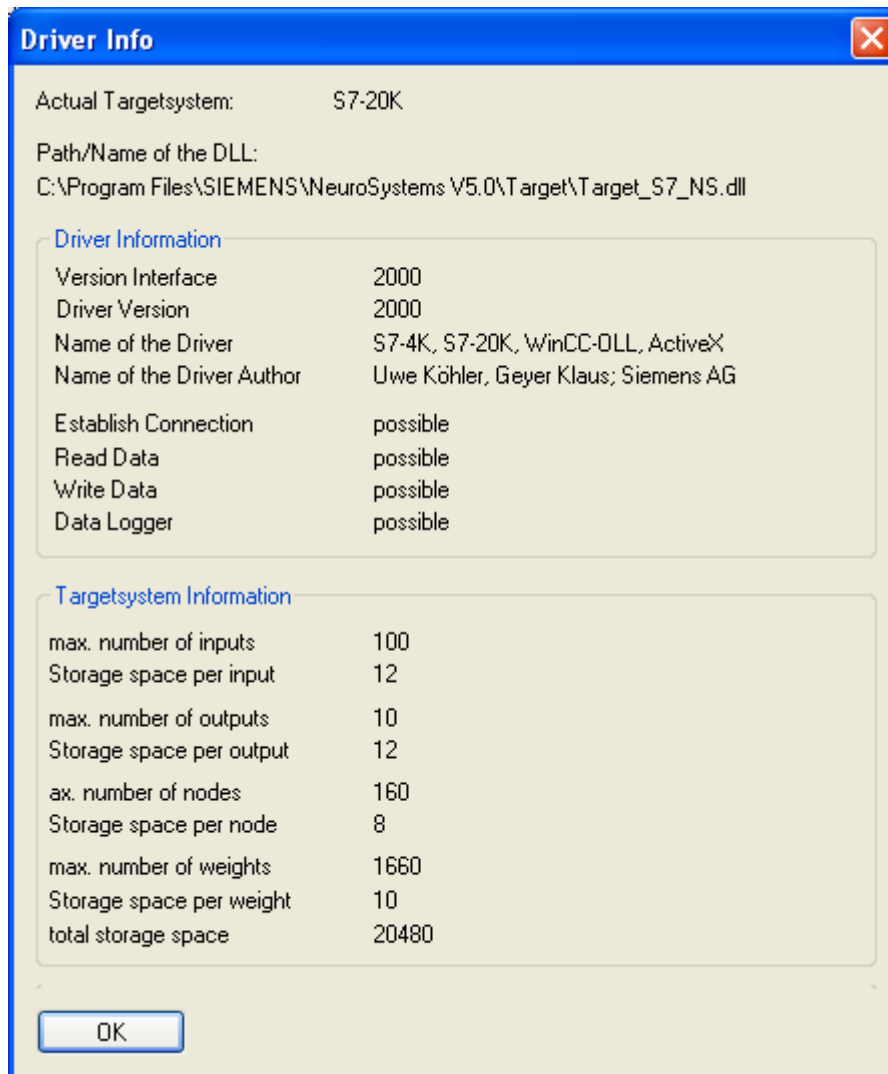 Driver Info
Actual Targetsystem: S7-20K
Path/Name of the DLL:
C:\Program Files\SIEMENS\NeuroSystems V5.0\Target\Target_S7_NS.dll
Driver Information
Version Interface 2000
Driver Version 2000
Name of the Driver S7-4K, S7-20K, WinCC-OLL, ActiveX
Name of the Driver Author Uwe Köhler, Geyer Klaus; Siemens AG
Establish Connection possible
Read Data possible
Write Data possible
Data Logger possible
Targetsystem Information
max. number of inputs 100
Storage space per input 12
max. number of outputs 10
Storage space per output 12
ax. number of nodes 160
Storage space per node 8
max. number of weights 1660
Storage space per weight 10
total storage space 20480
OK